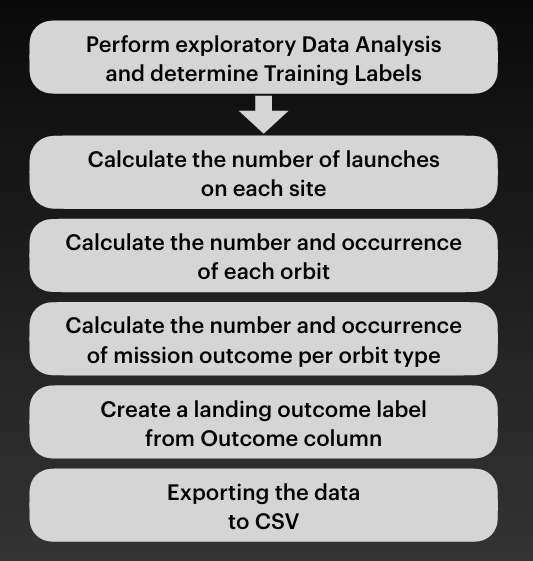 Perform exploratory Data Analysis
and determine Training Labels
Calculate the number of launches
on each site
Calculate the number and occurrence
of each orbit
Calculate the number and occurrence
of mission outcome per orbit type
Create a landing outcome label
from Outcome column
Exporting the data
to CSV